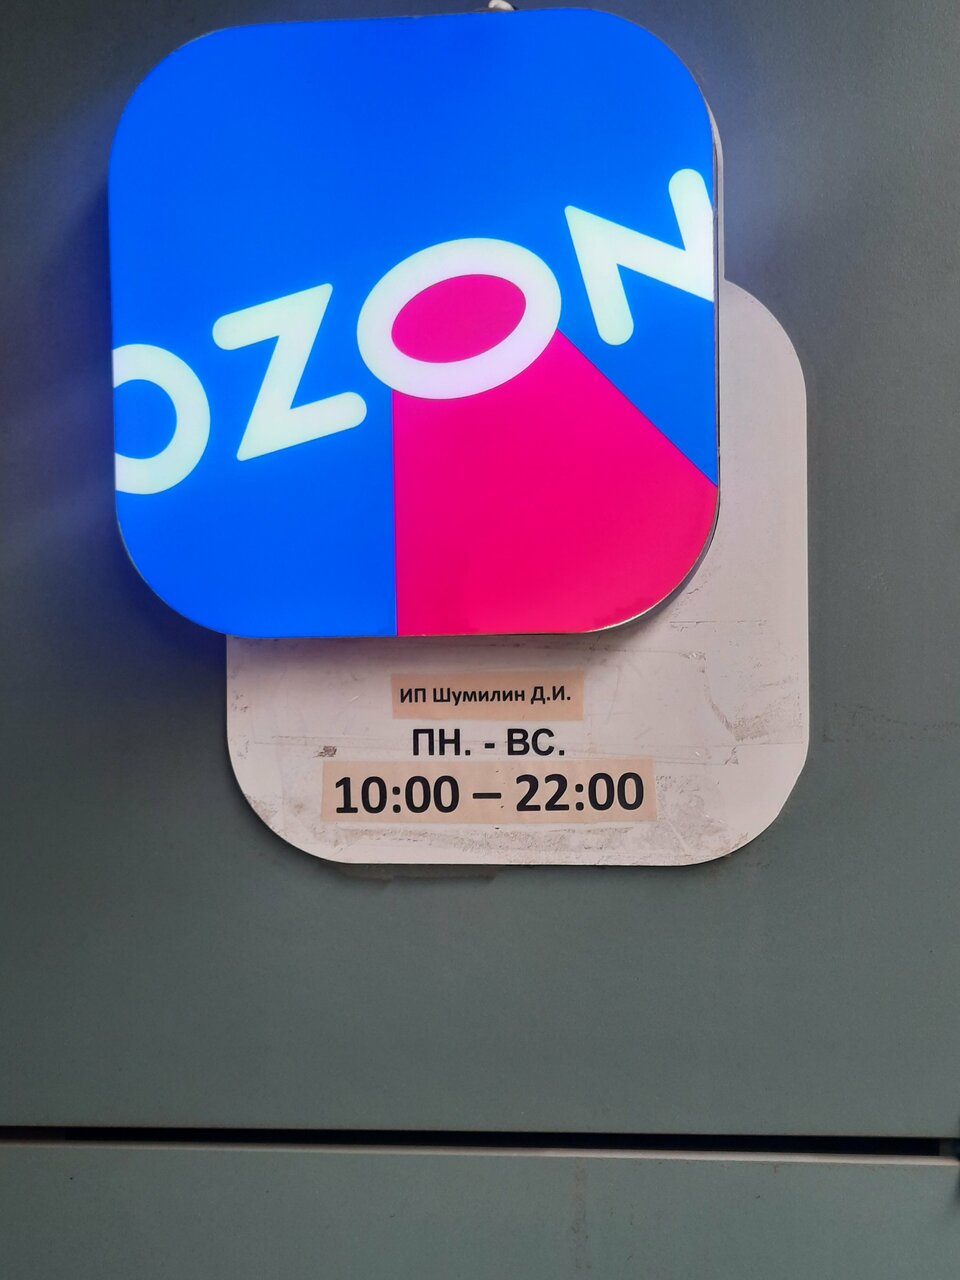 OZON
ИП Шумилин Д.И.
ПН. - ВС.
10:00 – 22:00